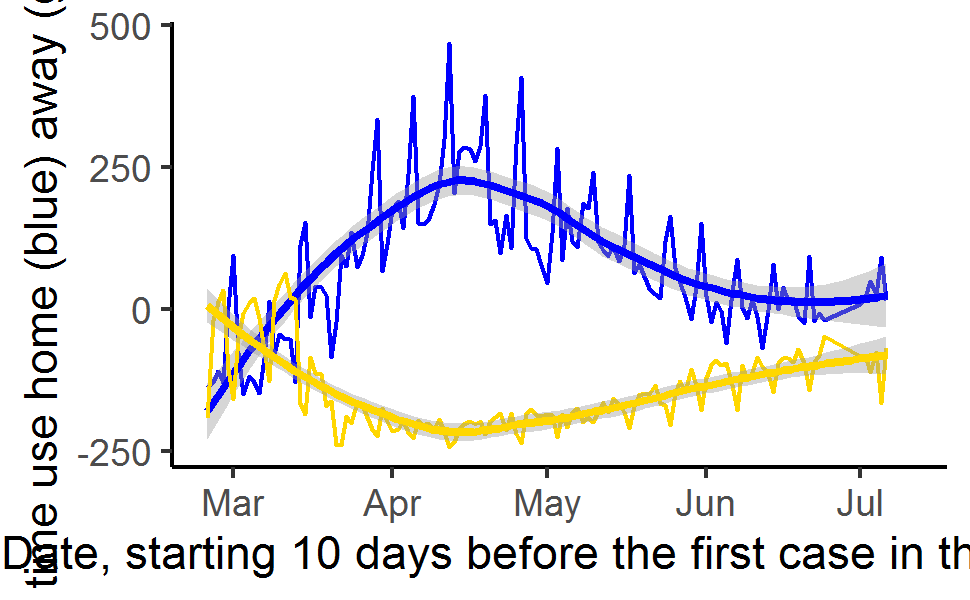 time use home (blue) away (
500
250
0
-250
Mar Apr May Jun Jul
Date, starting 10 days before the first case in th